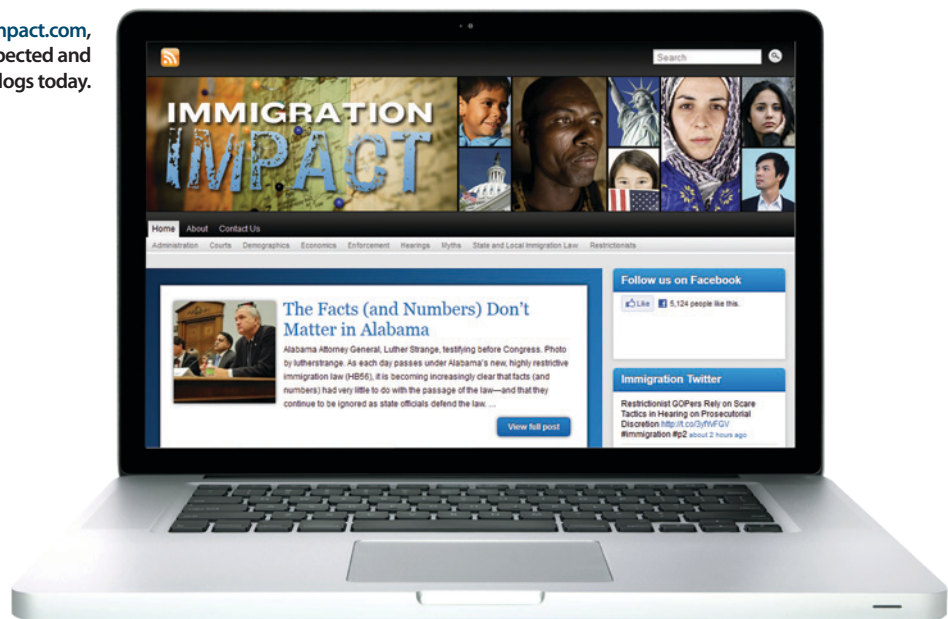 mpact.com,
pected and
logs today.
Search
IMMIGRATION
IMPACT
Home About Contact Us
Administration Courts Demographics Economics Enforcement Hearings Myths State and Local Immigration Law Restrictionists
The Facts (and Numbers) Don't
Matter in Alabama
Alabama Attorney General, Luther Strange, testifying before Congress. Photo
by lutherstrange. As each day passes under Alabama's new, highly restrictive
immigration law (HB56), it is becoming increasingly clear that facts (and
numbers) had very little to do with the passage of the law—and that they
continue to be ignored as state officials defend the law. ...
View full post
Follow us on Facebook
Like 5,124 people like this.
Immigration Twitter
Restrictionist GOPers Rely on Scare
Tactics in Hearing on Prosecutorial
Discretion
#immigration #p2 about 2 hours ago